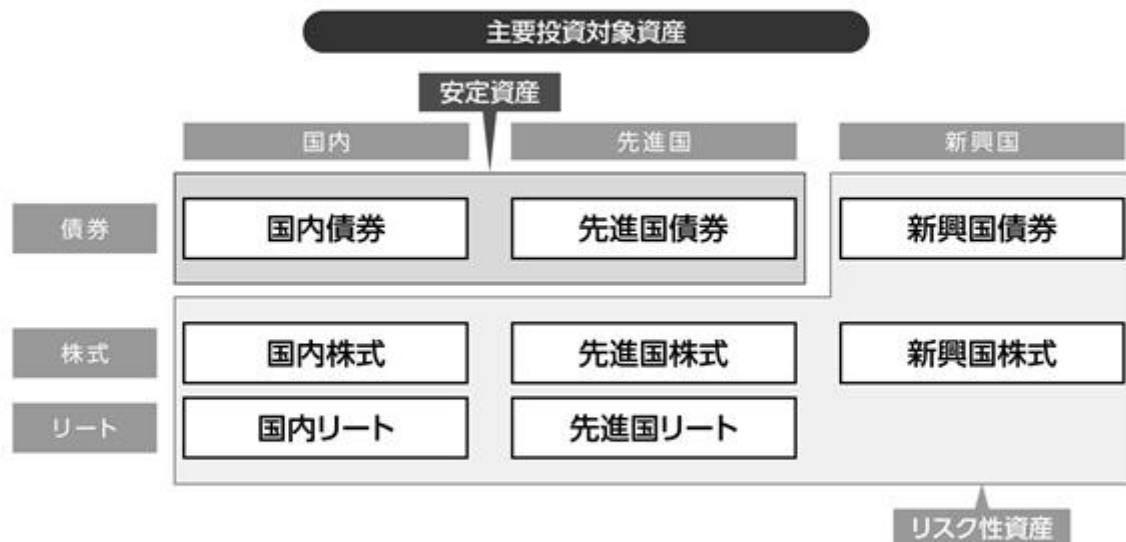 主要投資対象資産
安定資産
国内 先進国 新興国
債券 国内債券 先進国債券 新興国債券
株式 国内株式 先進国株式 新興国株式
リート 国内リート 先進国リート
リスク性資産